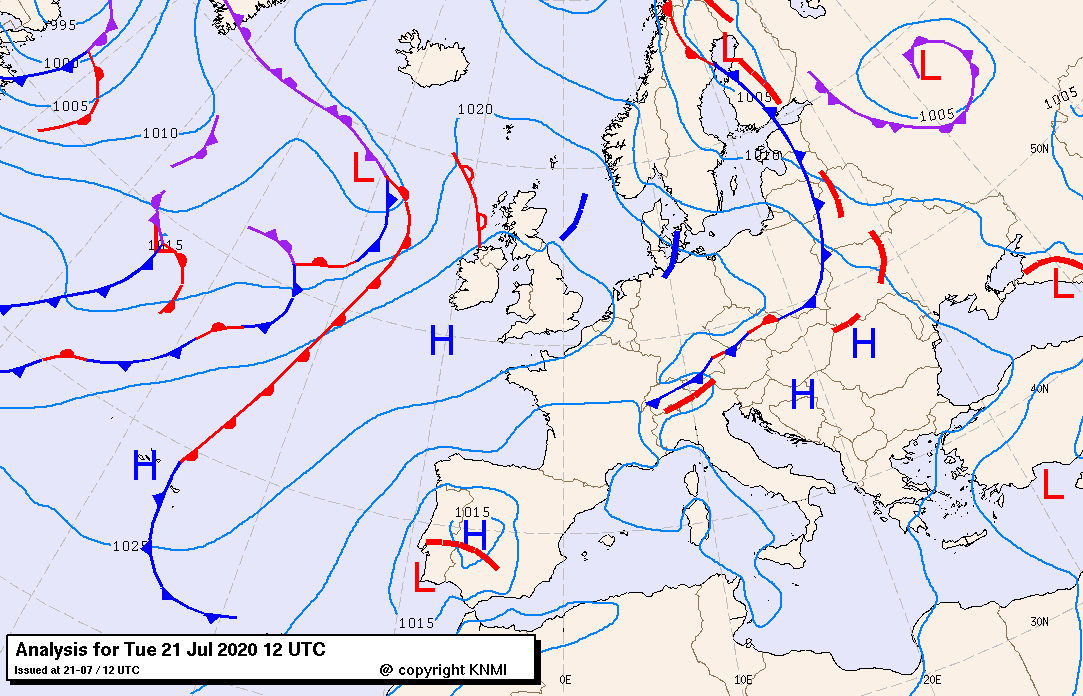 995
1000
1005
1020
1005
1005
1005
1010
1010
50N
L
L
L
L
1015
L
L
H
H
H
40N
H
L
1015
H
1025
L
1015
30N
Analysis for Tue 21 Jul 2020 12 UTC
Issued at 21-07 / 12 UTC
@ copyright KNMI
0E
10E
20E